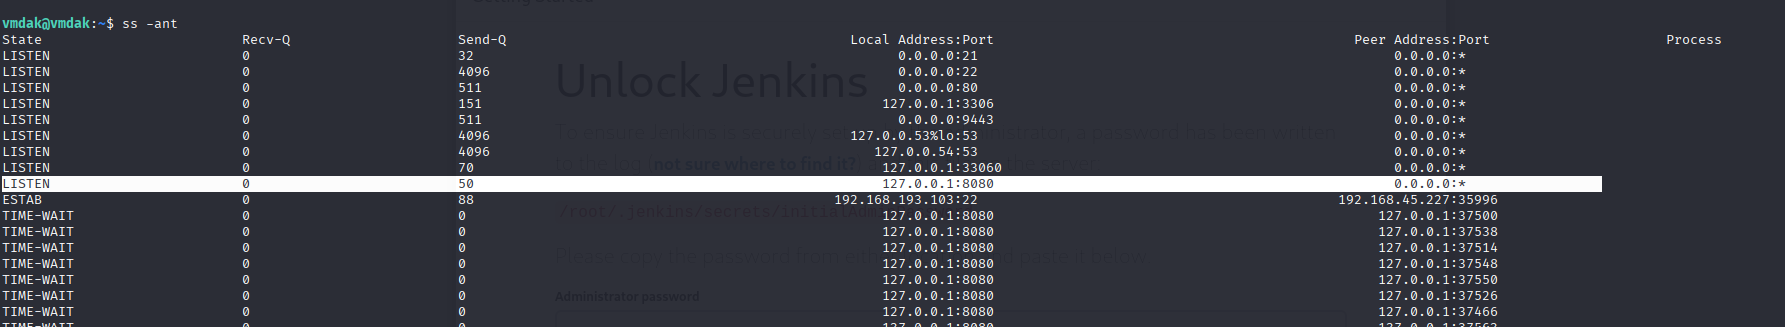 Getting Started
vmdak@vmdak:~$ ss -ant
State Recv-Q Send-Q Local Address:Port Peer Address:Port Process
LISTEN 0 32 0.0.0.0:21 0.0.0.0:*
LISTEN 0 4096 0.0.0.0:22 0.0.0.0:*
LISTEN 0 511 0.0.0.0:80 0.0.0.0:*
LISTEN 0 151 127.0.0.1:3306 0.0.0.0:*
LISTEN 0 511 0.0.0.0:9443 0.0.0.0:*
LISTEN 0 4096 127.0.0.53%lo:53 0.0.0.0:*
LISTEN 0 4096 127.0.0.54:53 0.0.0.0:*
LISTEN 0 70 127.0.0.1:33060 0.0.0.0:*
LISTEN 0 50 127.0.0.1:8080 0.0.0.0:*
ESTAB 0 88 192.168.193.103:22 192.168.45.227:35996
TIME-WAIT 0 0 127.0.0.1:8080 127.0.0.1:37500
TIME-WAIT 0 0 127.0.0.1:8080 127.0.0.1:37538
TIME-WAIT 0 0 127.0.0.1:8080 127.0.0.1:37514
TIME-WAIT 0 0 127.0.0.1:8080 127.0.0.1:37548
TIME-WAIT 0 0 127.0.0.1:8080 127.0.0.1:37550
TIME-WAIT 0 0 127.0.0.1:8080 127.0.0.1:37526
TIME-WAIT 0 0 127.0.0.1:8080 127.0.0.1:37466
TIME-WAIT 0 0 127.0.0.1:8080 127.0.0.1:37562
Unlock Jenkins
To ensure Jenkins is securely administrator, a password has been written
to the log (not sure where to find it?) the server
/root/.jenkins/secrets/initialAdm
Please copy the password from either and paste it below.
Administrator password